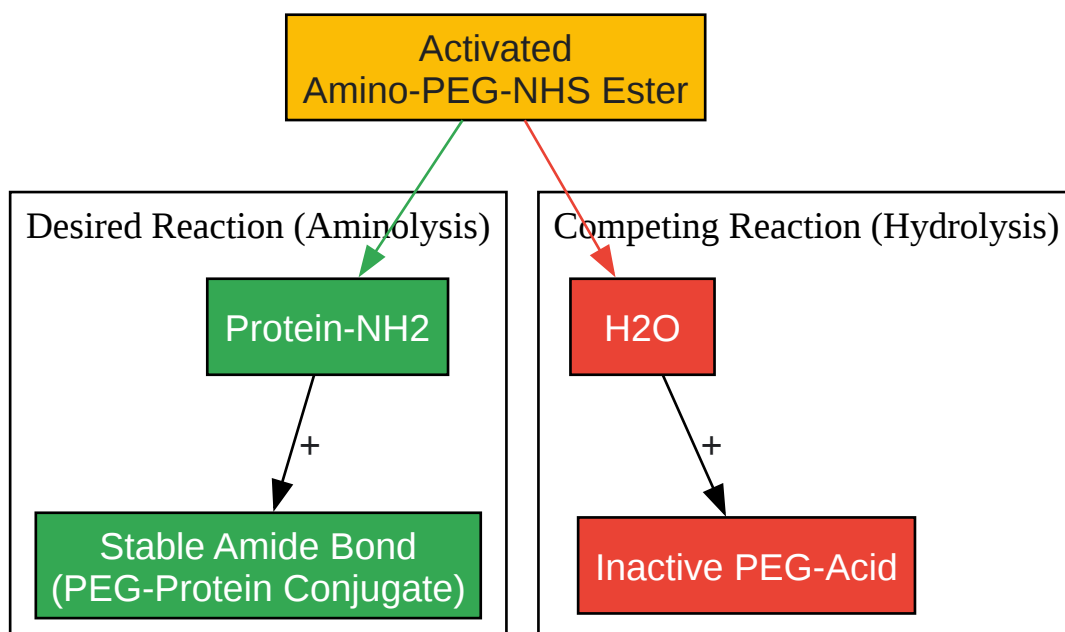 Activated
Amino-PEG-NHS Ester
Desired Reaction (Aminolysis)
Protein-NH2
+
Stable Amide Bond
(PEG-Protein Conjugate)
Competing Reaction (Hydrolysis)
H2O
+
Inactive PEG-Acid